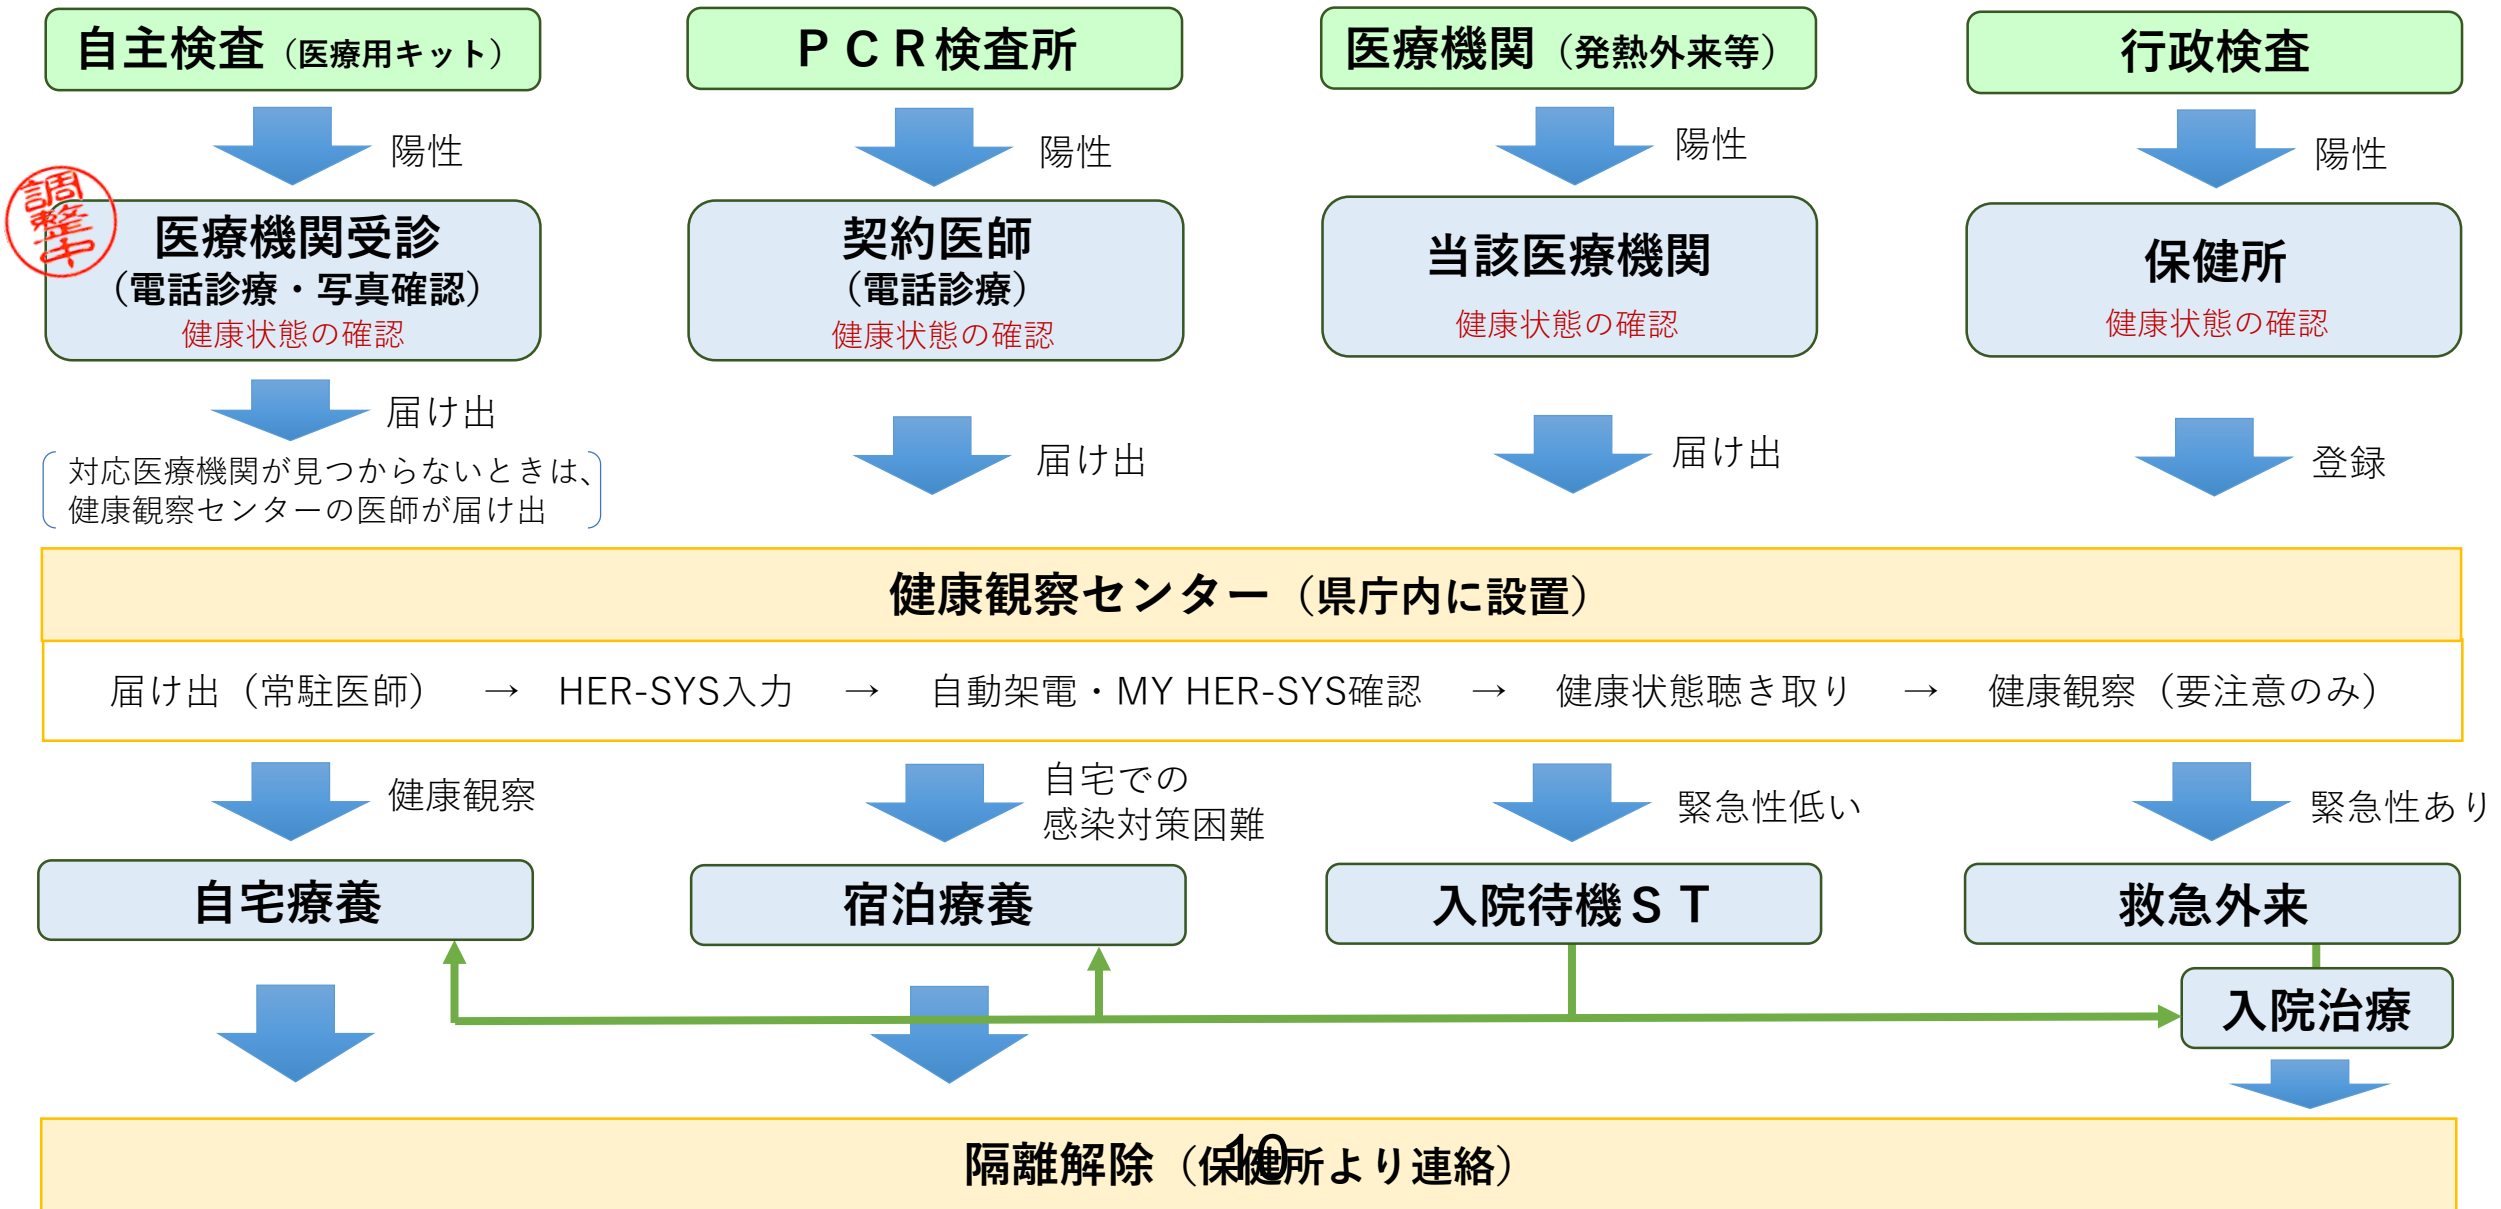 自主検査（医療用キット）
ＰＣＲ検査所
医療機関（発熱外来等）
行政検査
陽性
陽性
陽性
陽性
調整中
医療機関受診
（電話診療・写真確認）
健康状態の確認
契約医師
（電話診療）
健康状態の確認
当該医療機関
健康状態の確認
保健所
健康状態の確認
届け出
届け出
届け出
登録
対応医療機関が見つからないときは、
健康観察センターの医師が届け出
健康観察センター（県庁内に設置）
届け出（常駐医師） → HER-SYS入力 → 自動架電・MY HER-SYS確認 → 健康状態聴き取り → 健康観察（要注意のみ）
健康観察
自宅での
感染対策困難
緊急性低い
緊急性あり
自宅療養
宿泊療養
入院待機ＳＴ
救急外来
入院治療
隔離解除（保健所より連絡）
10